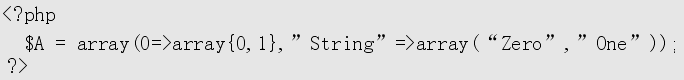 <?php
$A = array(0=>array{0,1},”String”=>array(“Zero”,”One”));
?>